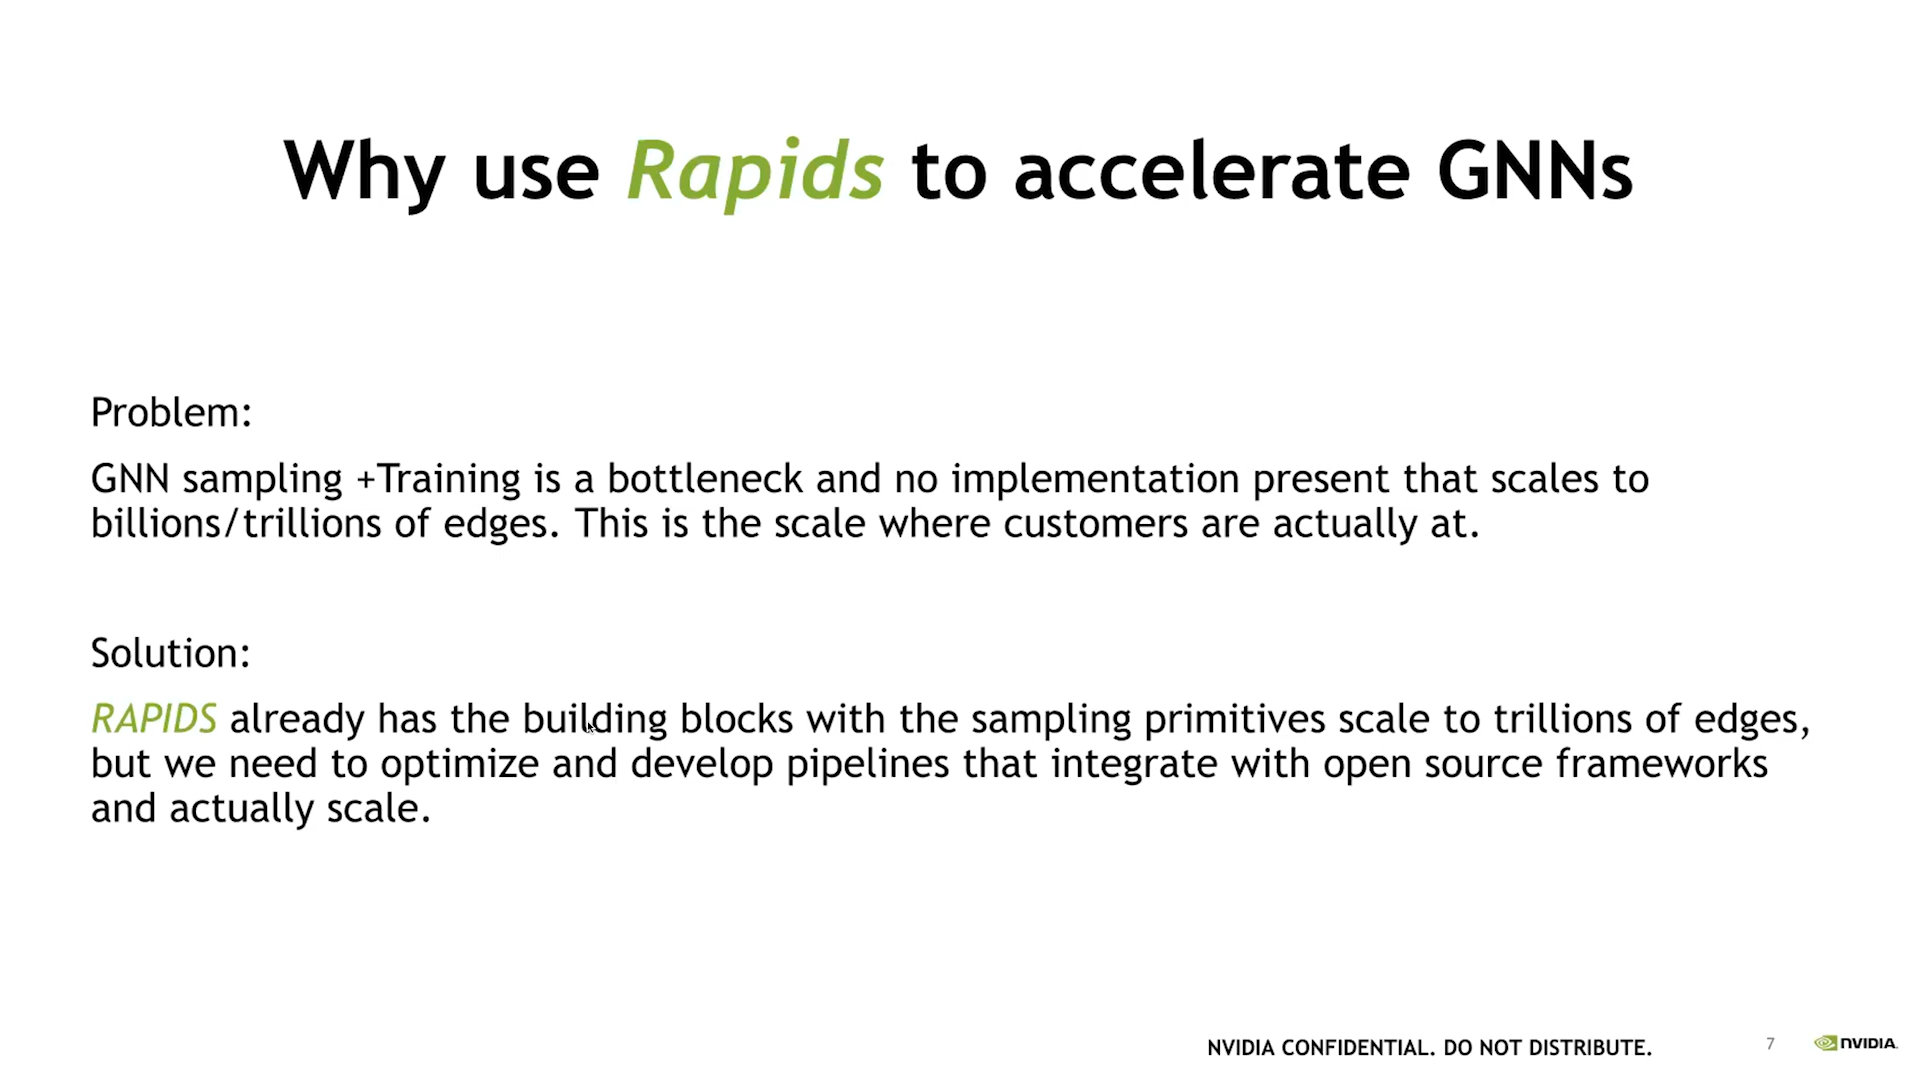 Why use Rapids to accelerate GNNs
Problem:
GNN sampling +Training is a bottleneck and no implementation present that scales to
billions/trillions of edges. This is the scale where customers are actually at.
Solution:
RAPIDS already has the building blocks with the sampling primitives scale to trillions of edges,
but we need to optimize and develop pipelines that integrate with open source frameworks
and actually scale.
NVIDIA CONFIDENTIAL. DO NOT DISTRIBUTE.
7
NVIDIA.